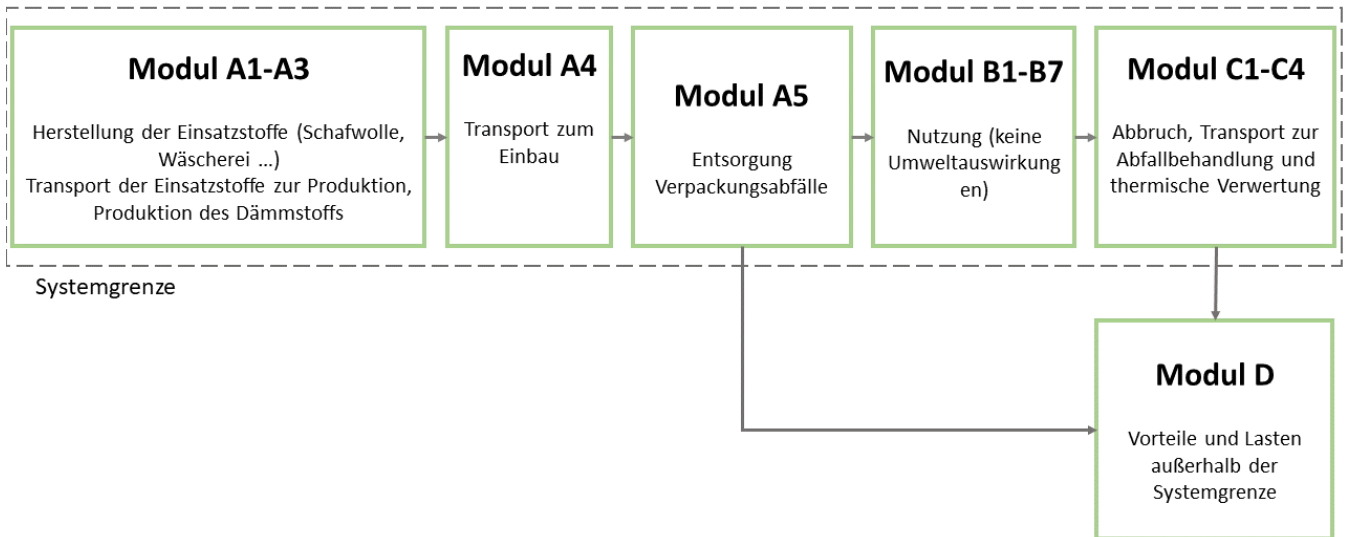 Modul A1-A3
Herstellung der Einsatzstoffe (Schafwolle,
Wäscherei ...)
Transport der Einsatzstoffe zur Produktion,
Produktion des Dämmstoffs
Modul A4
Transport zum
Einbau
Modul A5
Entsorgung
Verpackungsabfälle
Modul B1-B7
Nutzung (keine
Umweltauswirkung
en)
Modul C1-C4
Abbruch, Transport zur
Abfallbehandlung und
thermische Verwertung
Systemgrenze
Modul D
Vorteile und Lasten
außerhalb der
Systemgrenze